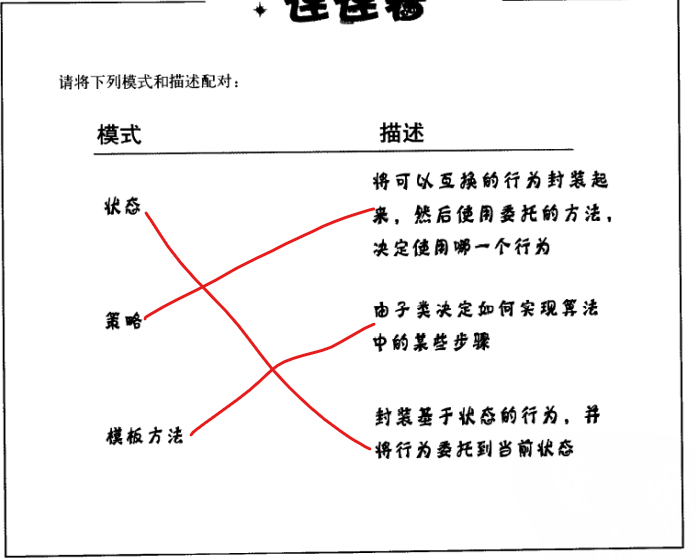 连连看
请将下列模式和描述配对：
模式 描述
状态
将可以互换的行为封装起
来，然后使用委托的方法，
决定使用哪一个行为
策略
由子类决定如何实现算法
中的某些步骤
模板方法
封装基于状态的行为，并
将行为委托到当前状态